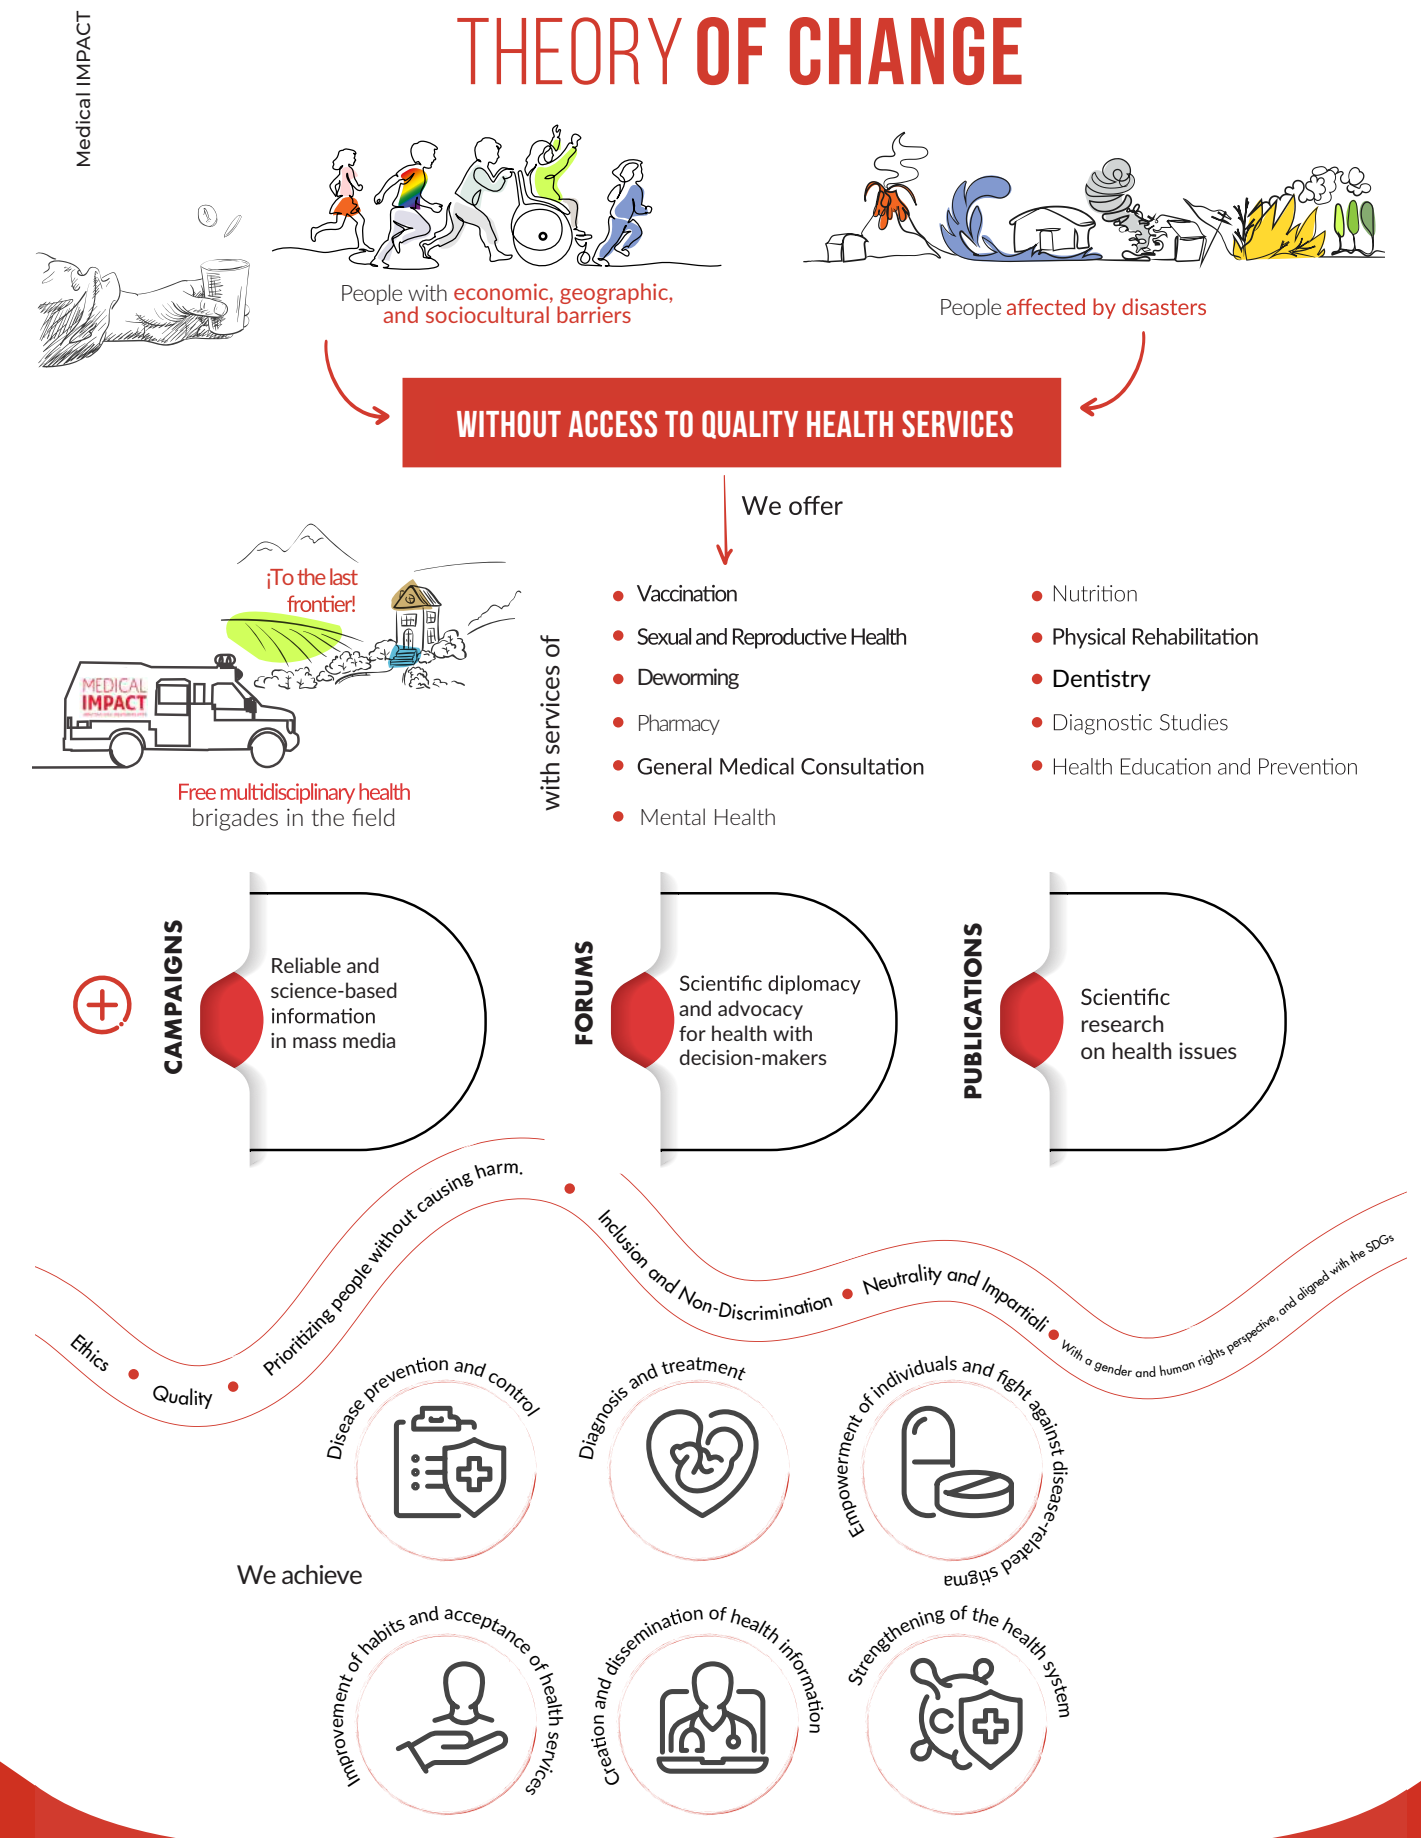 Medical IMPACT
THEORY OF CHANGE
People with economic, geographic,
and sociocultural barriers
People affected by disasters
WITHOUT ACCESS TO QUALITY HEALTH SERVICES
We offer
¡To the last
frontier!
MEDICAL
IMPACT
Free multidisciplinary health
brigades in the field
with services of
Vaccination
Sexual and Reproductive Health
Deworming
Pharmacy
General Medical Consultation
Mental Health
Nutrition
Physical Rehabilitation
Dentistry
Diagnostic Studies
Health Education and Prevention
CAMPAIGNS
Reliable and
science-based
information
in mass media
FORUMS
Scientific diplomacy
and advocacy
for health with
decision-makers
PUBLICATIONS
Scientific
research
on health issues
Ethics
Quality
Prioritizing people without causing harm.
Inclusion and Non-Discrimination
Neutrality and Impartiali
With a gender and human rights perspective, and aligned with the SDGs
We achieve
Disease prevention and control
Diagnosis and treatment
Empowerment of individuals and fight against disease-related stigma
Improvement of habits and acceptance of health services
Creation and dissemination of health information
Strengthening of the health system